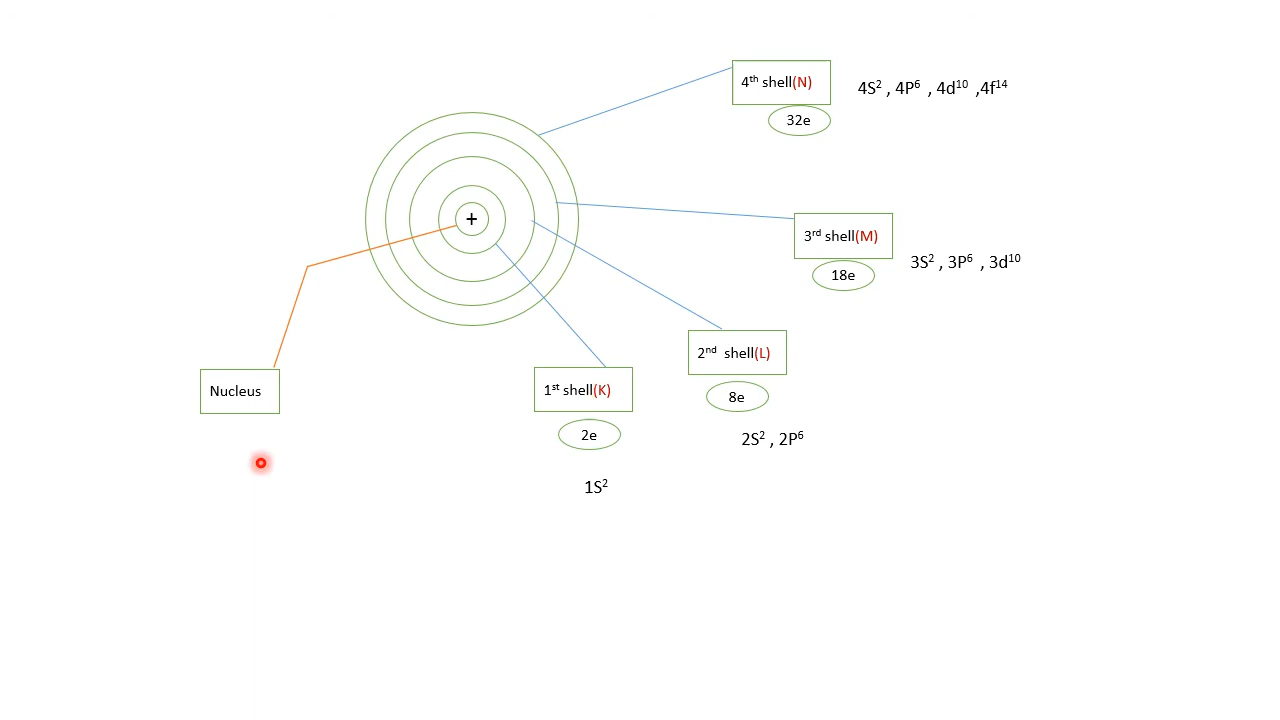 4th shell(N)
4S2 , 4P6 , 4d10 ,4f14
32e
+
3rd shell(M)
3S2 , 3P6 , 3d10
18e
2nd shell(L)
8e
2S2 , 2P6
1st shell(K)
2e
1S2
Nucleus